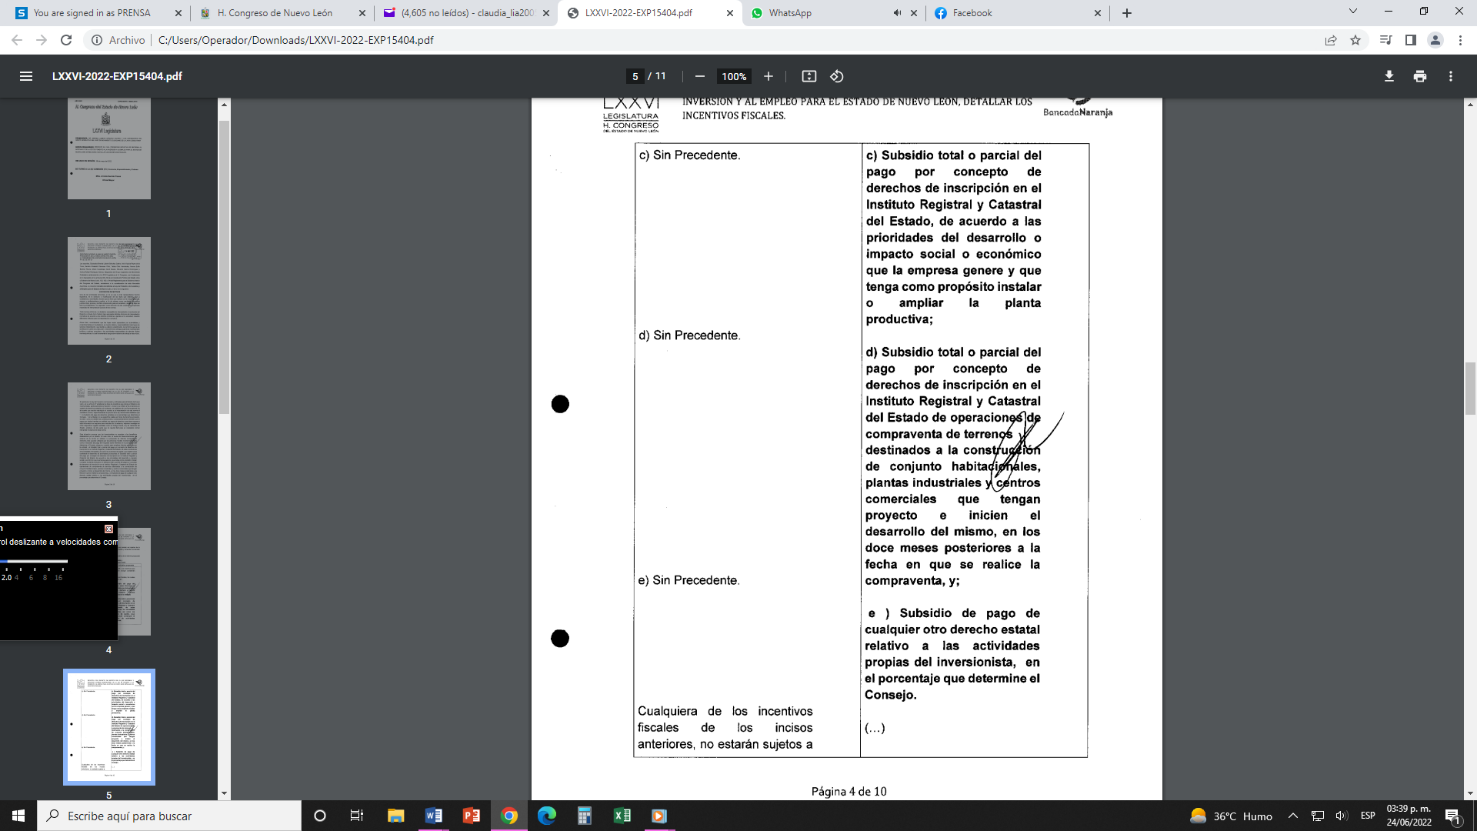 You are signed in as PRENSA
H. Congreso de Nuevo León
(4,605 no leídos) - claudia_lia200
LXXVI-2022-EXP15404.pdf
WhatsApp
Facebook
Archivo
C:/Users/Operador/Downloads/LXXVI-2022-EXP15404.pdf
LXXVI-2022-EXP15404.pdf
5 / 11
100%
1
2
3
rol deslizante a velocidades com
2.0 4 6 8 16
4
5
LXXVI
LEGISLATURA
H. CONGRESO
DEL ESTADO DE NUEVO LEÓN
INVERSIÓN Y AL EMPLEO PARA EL ESTADO DE NUEVO LEÓN, DETALLAR LOS
INCENTIVOS FISCALES.
BancadaNaranja
c) Sin Precedente.
d) Sin Precedente.
e) Sin Precedente.
Cualquiera de los incentivos
fiscales de los incisos
anteriores, no estarán sujetos a
c) Subsidio total o parcial del
pago por concepto de
derechos de inscripción en el
Instituto Registral y Catastral
del Estado, de acuerdo a las
prioridades del desarrollo o
impacto social o económico
que la empresa genere y que
tenga como propósito instalar
o ampliar la planta
productiva;
d) Subsidio total o parcial del
pago por concepto de
derechos de inscripción en el
Instituto Registral y Catastral
del Estado de operaciones de
compraventa de terrenos
destinados a la construcción
de conjunto habitacionales,
plantas industriales y centros
comerciales que tengan
proyecto e inicien el
desarrollo del mismo, en los
doce meses posteriores a la
fecha en que se realice la
compraventa, y;
e ) Subsidio de pago de
cualquier otro derecho estatal
relativo a las actividades
propias del inversionista, en
el porcentaje que determine el
Consejo.
(...)
Página 4 de 10
Escribe aquí para buscar
36°C Humo
ESP
03:39 p. m.
24/06/2022
1